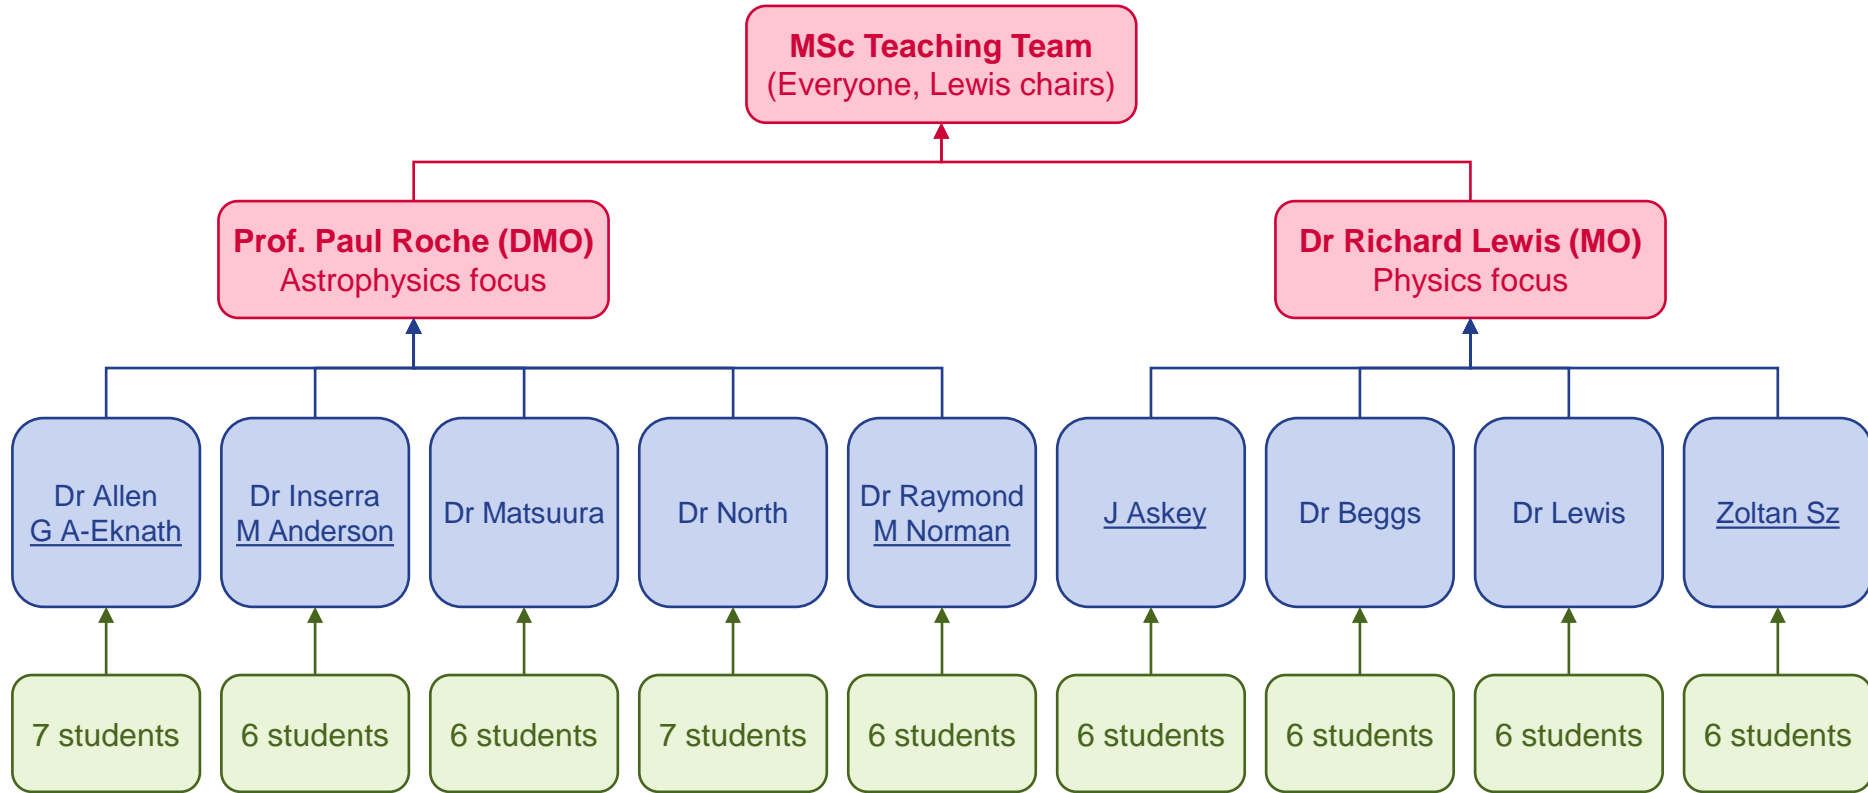 MSc Teaching Team
(Everyone, Lewis chairs)
Prof. Paul Roche (DMO)
Astrophysics focus
Dr Richard Lewis (MO)
Physics focus
Dr Allen
G A-Eknath
Dr Inserra
M Anderson
Dr Matsuura
Dr North
Dr Raymond
M Norman
J Askey
Dr Beggs
Dr Lewis
Zoltan Sz
7 students
6 students
6 students
7 students
6 students
6 students
6 students
6 students
6 students